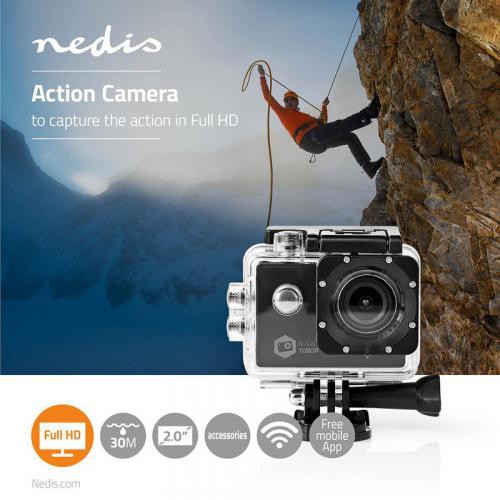 nedis
Action Camera
to capture the action in Full HD
N-Go
1080P
Full HD
30M
2.0"
accessories
Free
mobile
App
Nedis.com